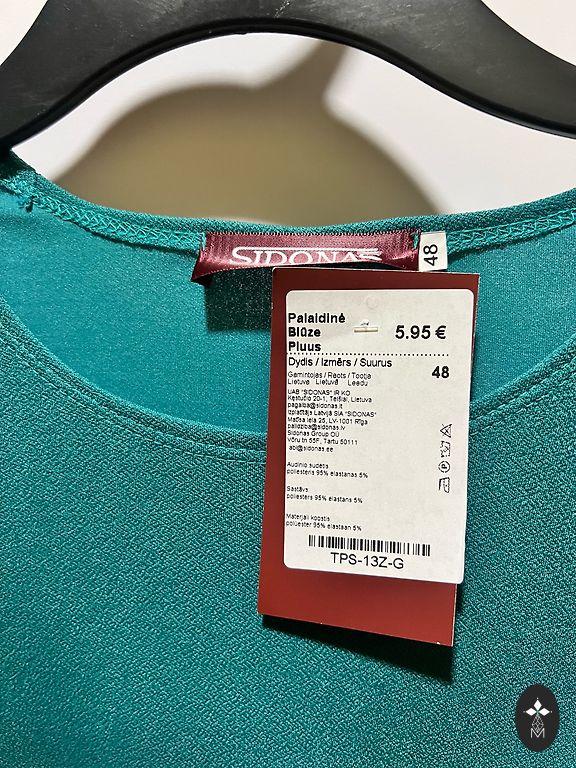 SIDONAS
48
Palaidinė
Blūze
Pluus
5.95 €
Dydis / Izmērs / Suurus
48
Gamintojas / Ražots / Tootja
Lietuva Lietuvā Leedu
UAB "SIDONAS" IR KO
Kęstučio 20-1, Telšiai, Lietuva
pagalba@sidonas.lt
Izplatītājs Latvijā SIA "SIDONAS"
Matīsa iela 25, LV-1001 Rīga
palidziba@sidonas.lv
Sidonas Group OÜ
Võru tn 55F, Tartu 50111
abi@sidonas.ee
Audinio sudėtis
poliesteris 95% elastanas 5%
Sastāvs
poliesters 95% elastāns 5%
Materjali koostis
polüester 95% elastaan 5%
TPS-13Z-G
M